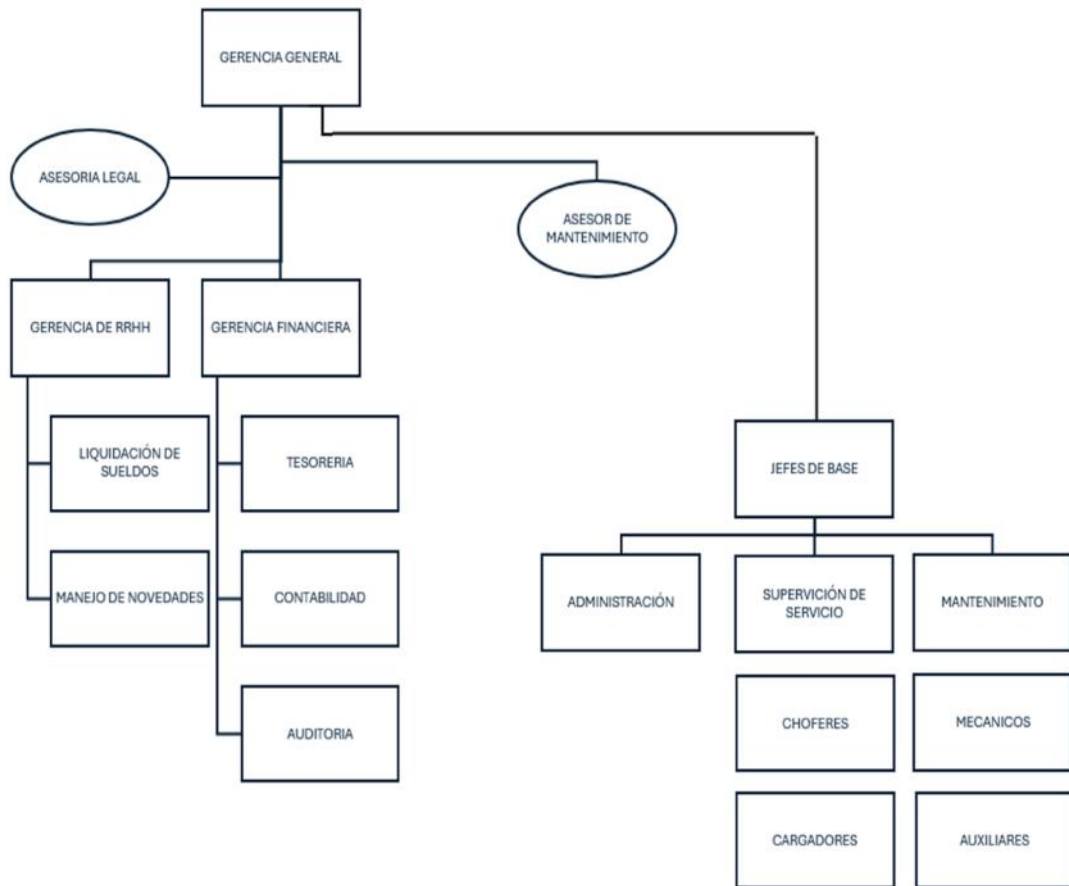 GERENCIA GENERAL
ASESORIA LEGAL
ASESOR DE
MANTENIMIENTO
GERENCIA DE RRHH
GERENCIA FINANCIERA
LIQUIDACIÓN DE
SUELDOS
TESORERIA
JEFES DE BASE
MANEJO DE NOVEDADES
CONTABILIDAD
ADMINISTRACIÓN
SUPERVICIÓN DE
SERVICIO
MANTENIMIENTO
AUDITORIA
CHOFERES
MECANICOS
CARGADORES
AUXILIARES